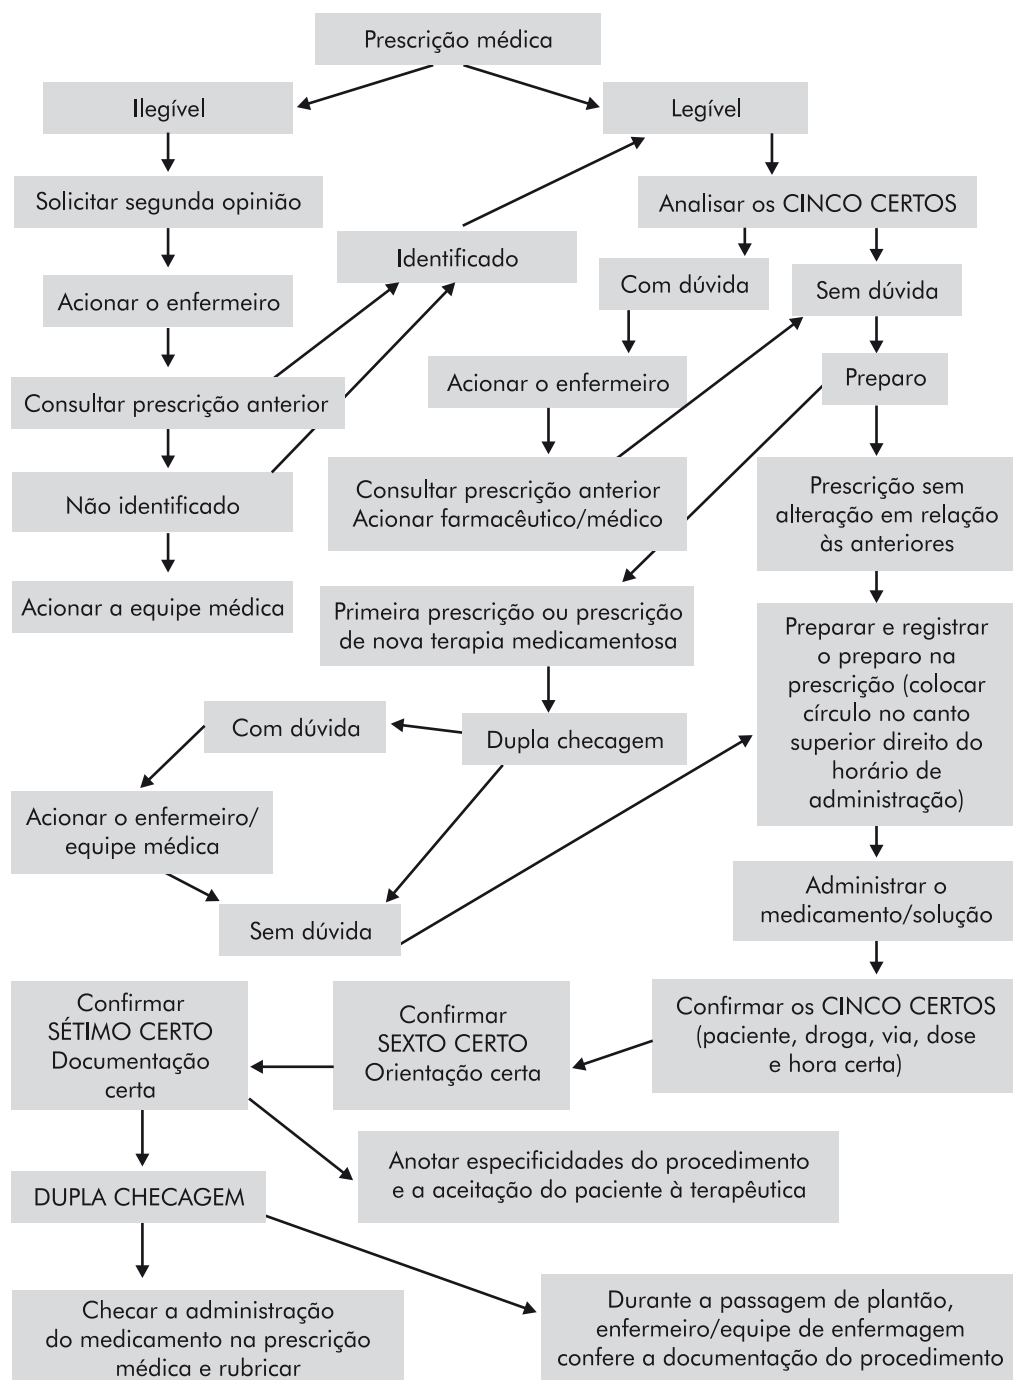 Prescrição médica
Ilegível
Legível
Solicitar segunda opinião
Analisar os CINCO CERTOS
Identificado
Com dúvida
Sem dúvida
Acionar o enfermeiro
Consultar prescrição anterior
Acionar o enfermeiro
Preparo
Não identificado
Consultar prescrição anterior
Acionar farmacêutico/médico
Prescrição sem
alteração em relação
às anteriores
Acionar a equipe médica
Primeira prescrição ou prescrição
de nova terapia medicamentosa
Preparar e registrar
o preparo na
prescrição (colocar
círculo no canto
superior direito do
horário de
administração)
Com dúvida
Dupla checagem
Acionar o enfermeiro/
equipe médica
Sem dúvida
Administrar o
medicamento/solução
Confirmar os CINCO CERTOS
(paciente, droga, via, dose
e hora certa)
Confirmar
SEXTO CERTO
Orientação certa
Confirmar
SÉTIMO CERTO
Documentação
certa
Anotar especificidades do procedimento
e a aceitação do paciente à terapêutica
DUPLA CHECAGEM
Checar a administração
do medicamento na prescrição
médica e rubricar
Durante a passagem de plantão,
enfermeiro/equipe de enfermagem
confere a documentação do procedimento